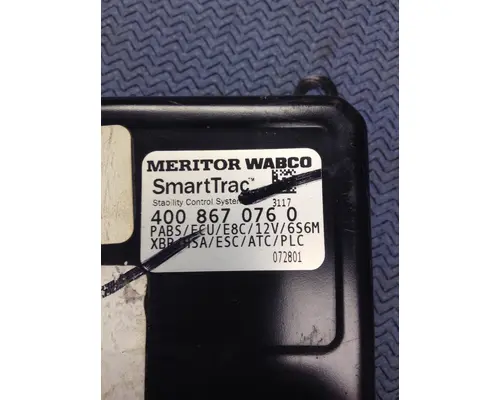 MERITOR WABCO
SmartTrac™
Stability Control System 3117
400 867 076 0
PABS/ECU/E8C/12V/6S6M
XBR/HSA/ESC/ATC/PLC
072801